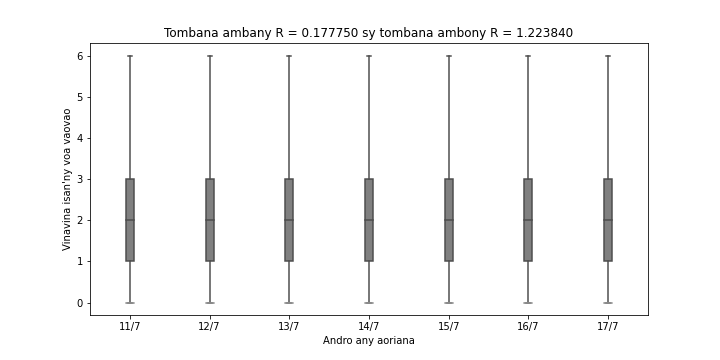 Tombana ambany R = 0.177750 sy tombana ambony R = 1.223840
Vinavina isan'ny voa vaovao
6
5
4
3
2
1
0
11/7 12/7 13/7 14/7 15/7 16/7 17/7
Andro any aoriana